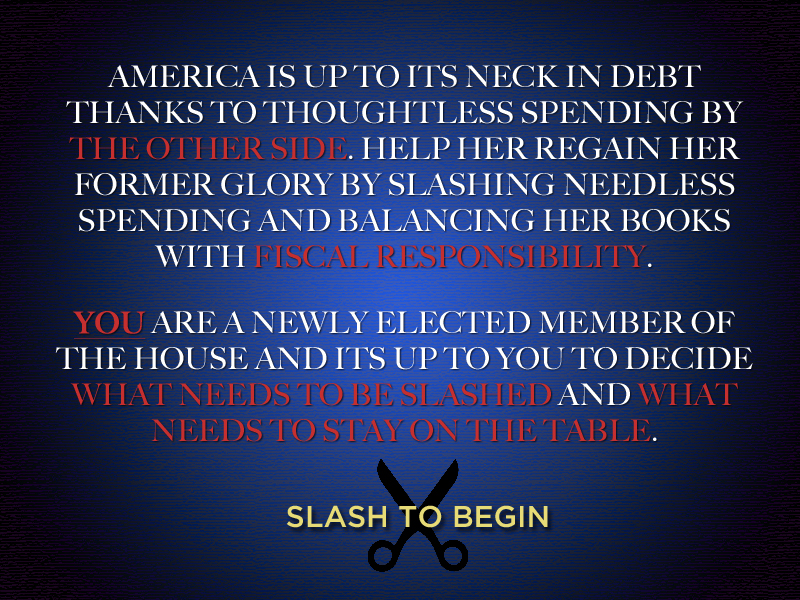 AMERICA IS UP TO ITS NECK IN DEBT
THANKS TO THOUGHTLESS SPENDING BY
THE OTHER SIDE. HELP HER REGAIN HER
FORMER GLORY BY SLASHING NEEDLESS
SPENDING AND BALANCING HER BOOKS
WITH FISCAL RESPONSIBILITY.
YOU ARE A NEWLY ELECTED MEMBER OF
THE HOUSE AND ITS UP TO YOU TO DECIDE
WHAT NEEDS TO BE SLASHED AND WHAT
NEEDS TO STAY ON THE TABLE.
SLASH TO BEGIN